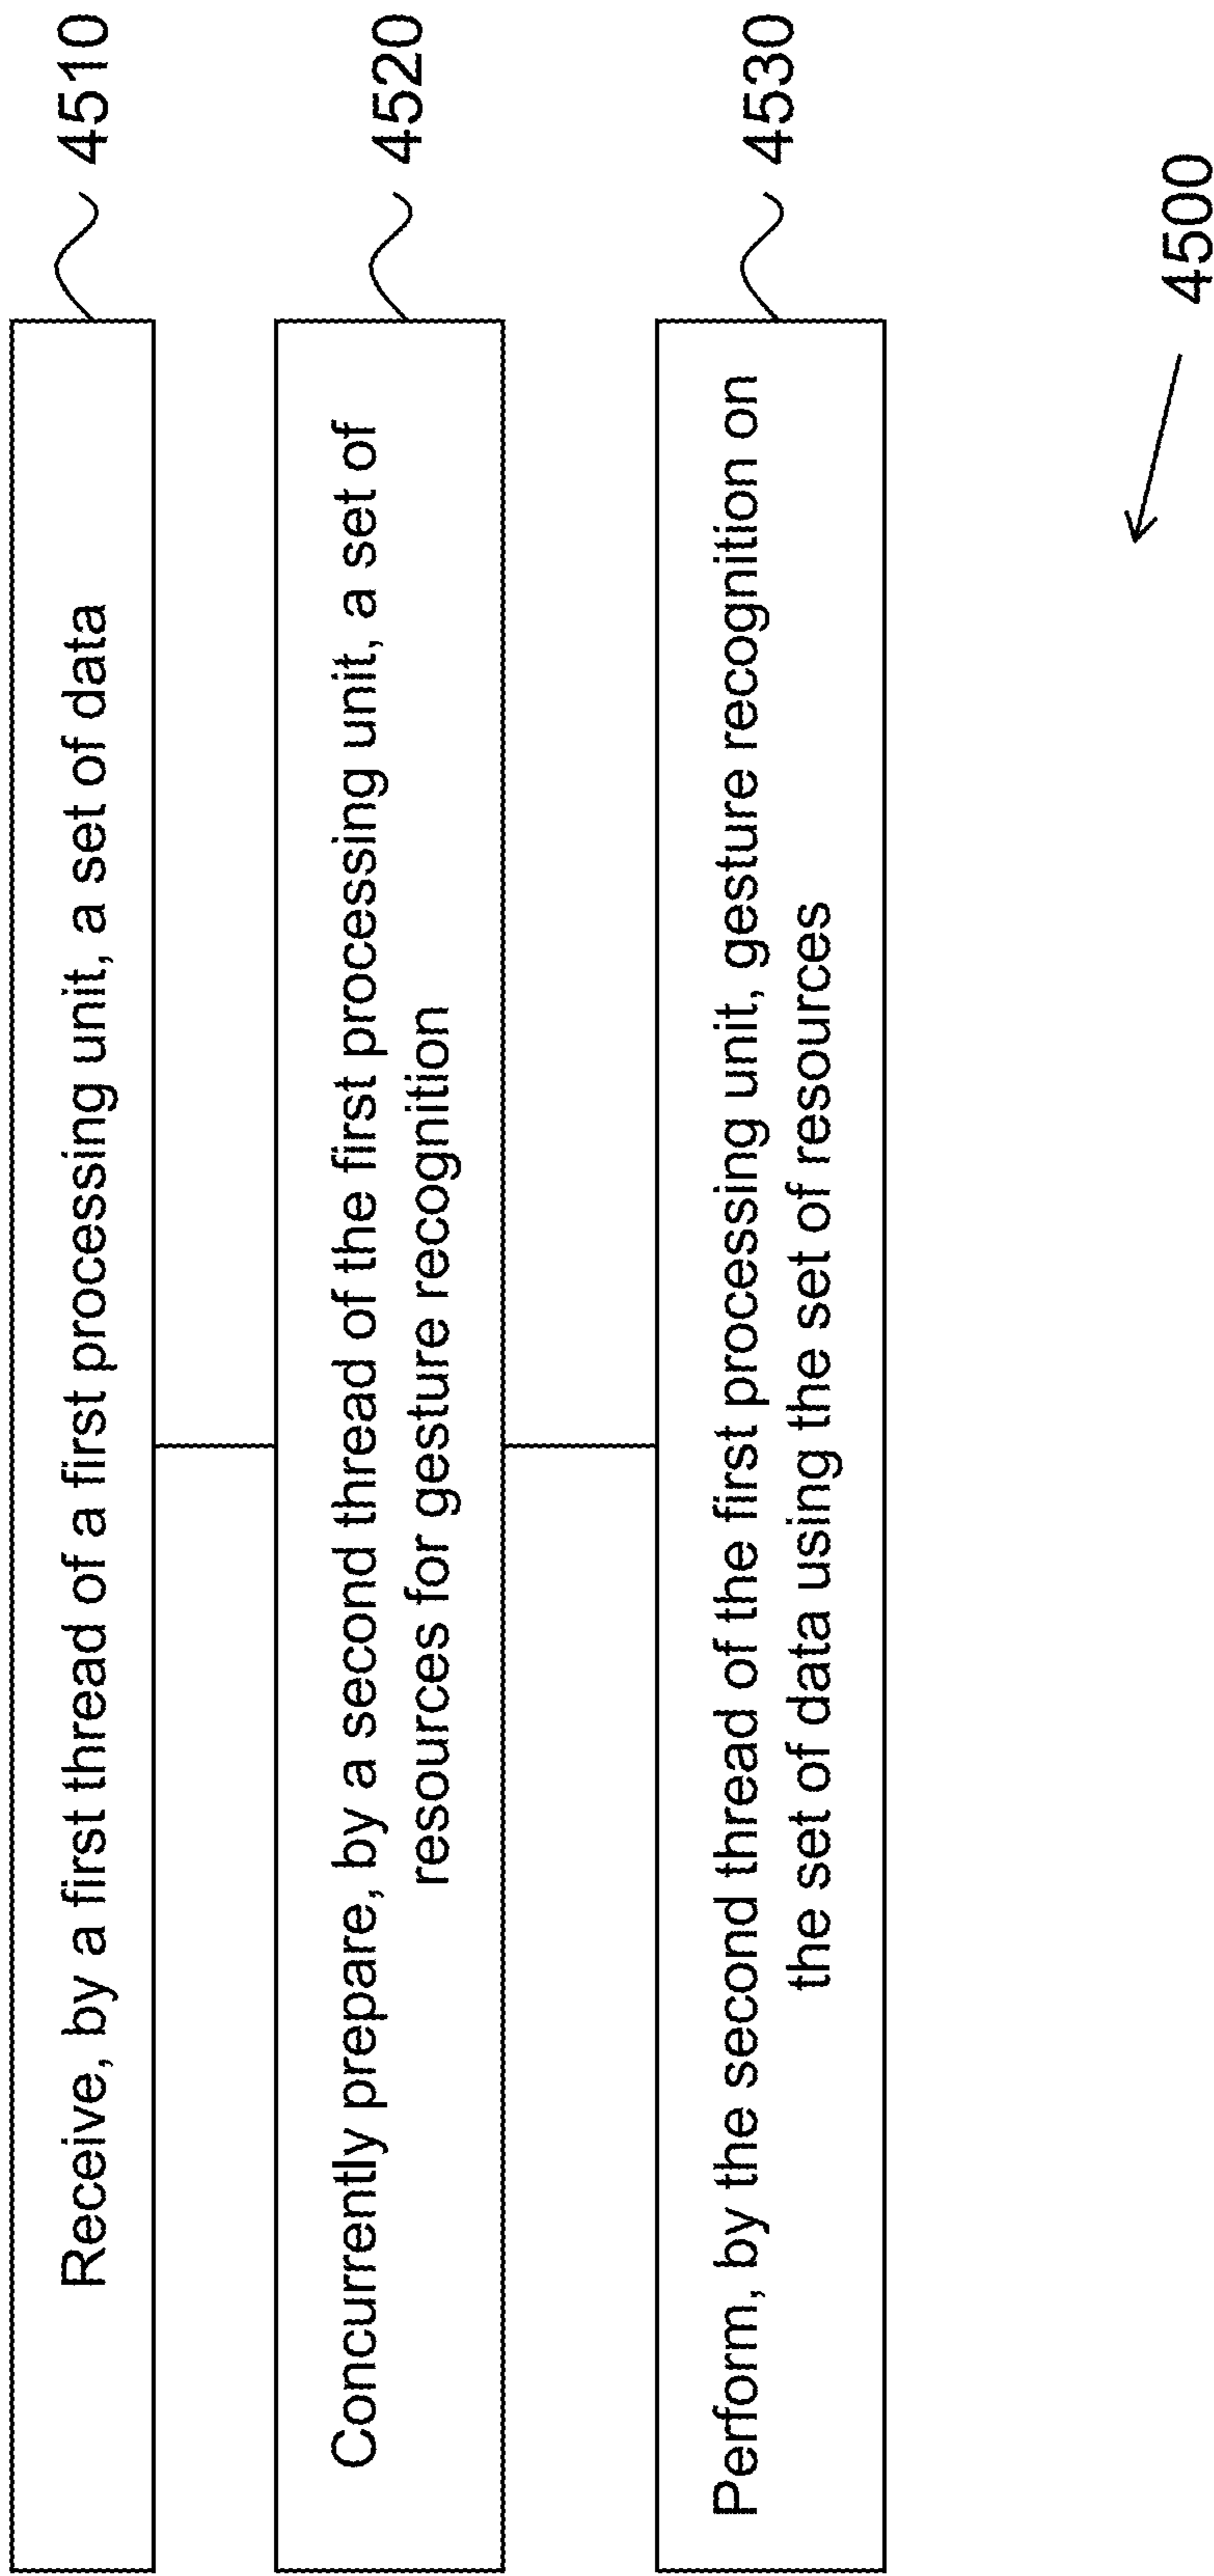 Receive, by a first thread of a first processing unit, a set of data
4510
Concurrently prepare, by a second thread of the first processing unit, a set of
resources for gesture recognition
4520
Perform, by the second thread of the first processing unit, gesture recognition on
the set of data using the set of resources
4530
4500